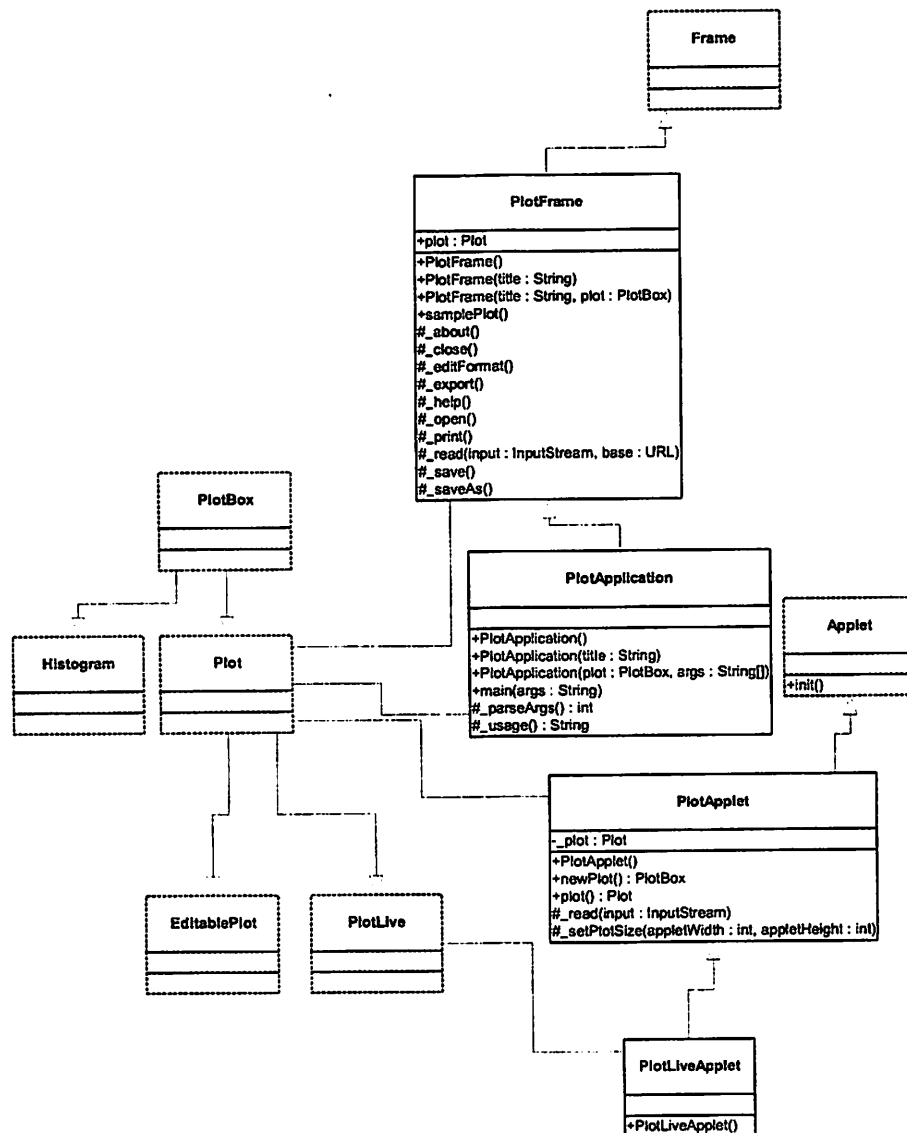 Frame
PlotFrame
+plot : Plot
+PlotFrame()
+PlotFrame(title : String)
+PlotFrame(title : String, plot : PlotBox)
+samplePlot()
#_about()
#_close()
#_editFormat()
#_export()
#_help()
#_open()
#_print()
#_read(input : InputStream, base : URL)
#_save()
#_saveAs()
PlotBox
PlotApplication
+PlotApplication()
+PlotApplication(title : String)
+PlotApplication(plot : PlotBox, args : String[])
+main(args : String)
#_parseArgs() : int
#_usage() : String
Applet
+init()
Histogram
Plot
PlotApplet
-_plot : Plot
+PlotApplet()
+newPlot() : PlotBox
+plot() : Plot
#_read(input : InputStream)
#_setPlotSize(appletWidth : int, appletHeight : int)
EditablePlot
PlotLive
PlotLiveApplet
+PlotLiveApplet()